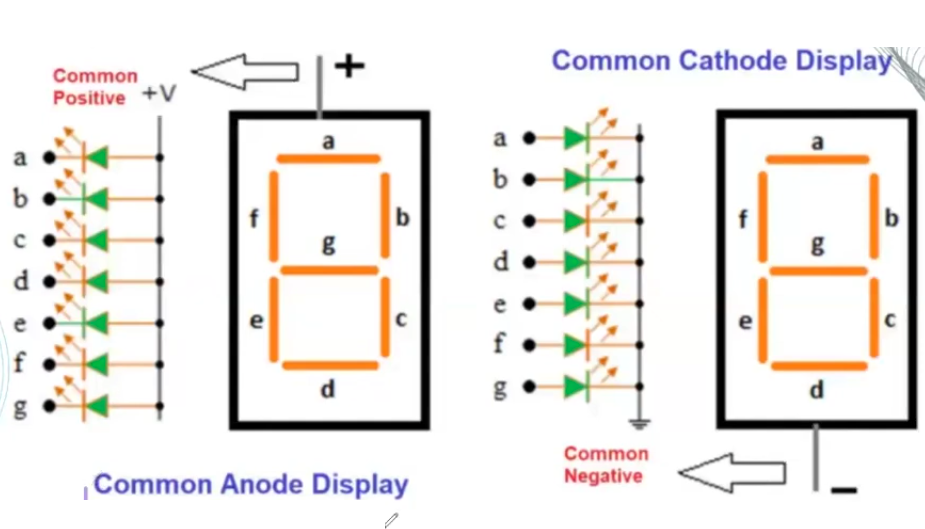 Common
Positive
+V
+
a
b
c
d
e
f
g
a
f
b
g
e
c
d
Common Anode Display
Common Cathode Display
a
b
c
d
e
f
g
Common
Negative
a
f
b
g
e
c
d
−